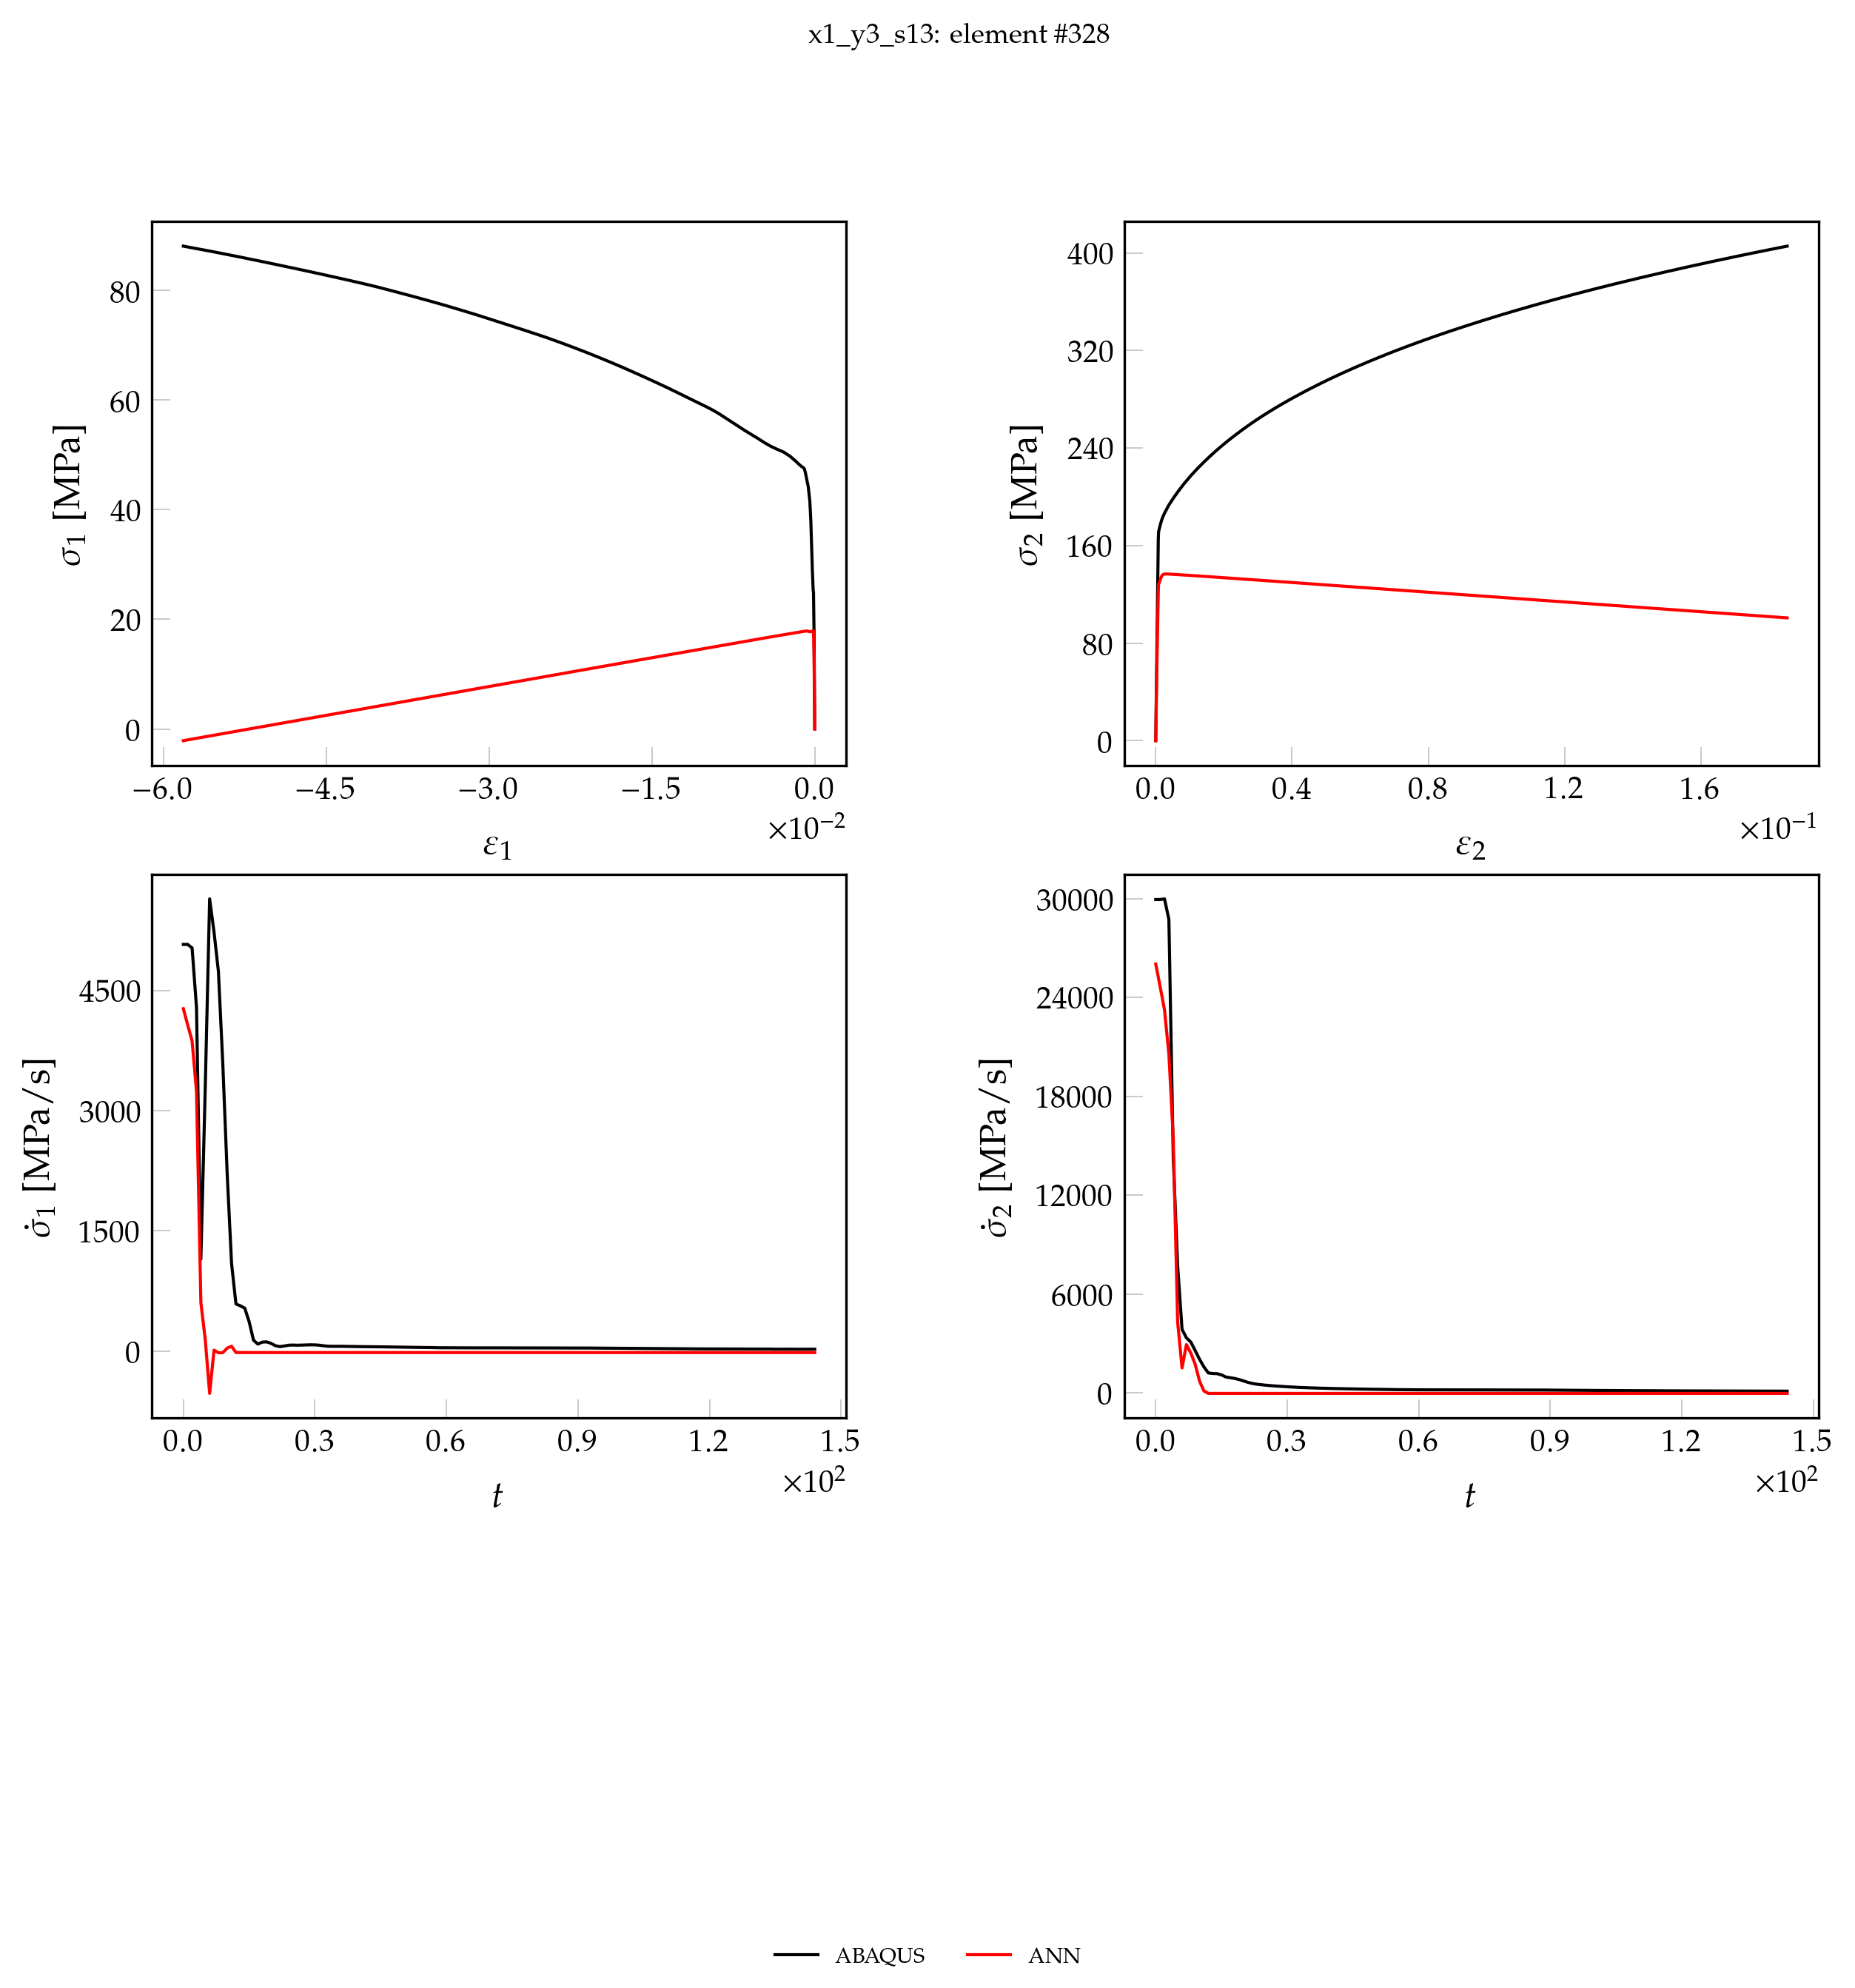 x1_y3_s13: element #328
σ₁ [MPa]
80
60
40
20
0
−6.0 −4.5 −3.0 −1.5 0.0
×10⁻²
ε₁
σ₂ [MPa]
400
320
240
160
80
0
0.0 0.4 0.8 1.2 1.6
×10⁻¹
ε₂
σ̇₁ [MPa/s]
4500
3000
1500
0
0.0 0.3 0.6 0.9 1.2 1.5
×10²
t
σ̇₂ [MPa/s]
30000
24000
18000
12000
6000
0
0.0 0.3 0.6 0.9 1.2 1.5
×10²
t
ABAQUS ANN